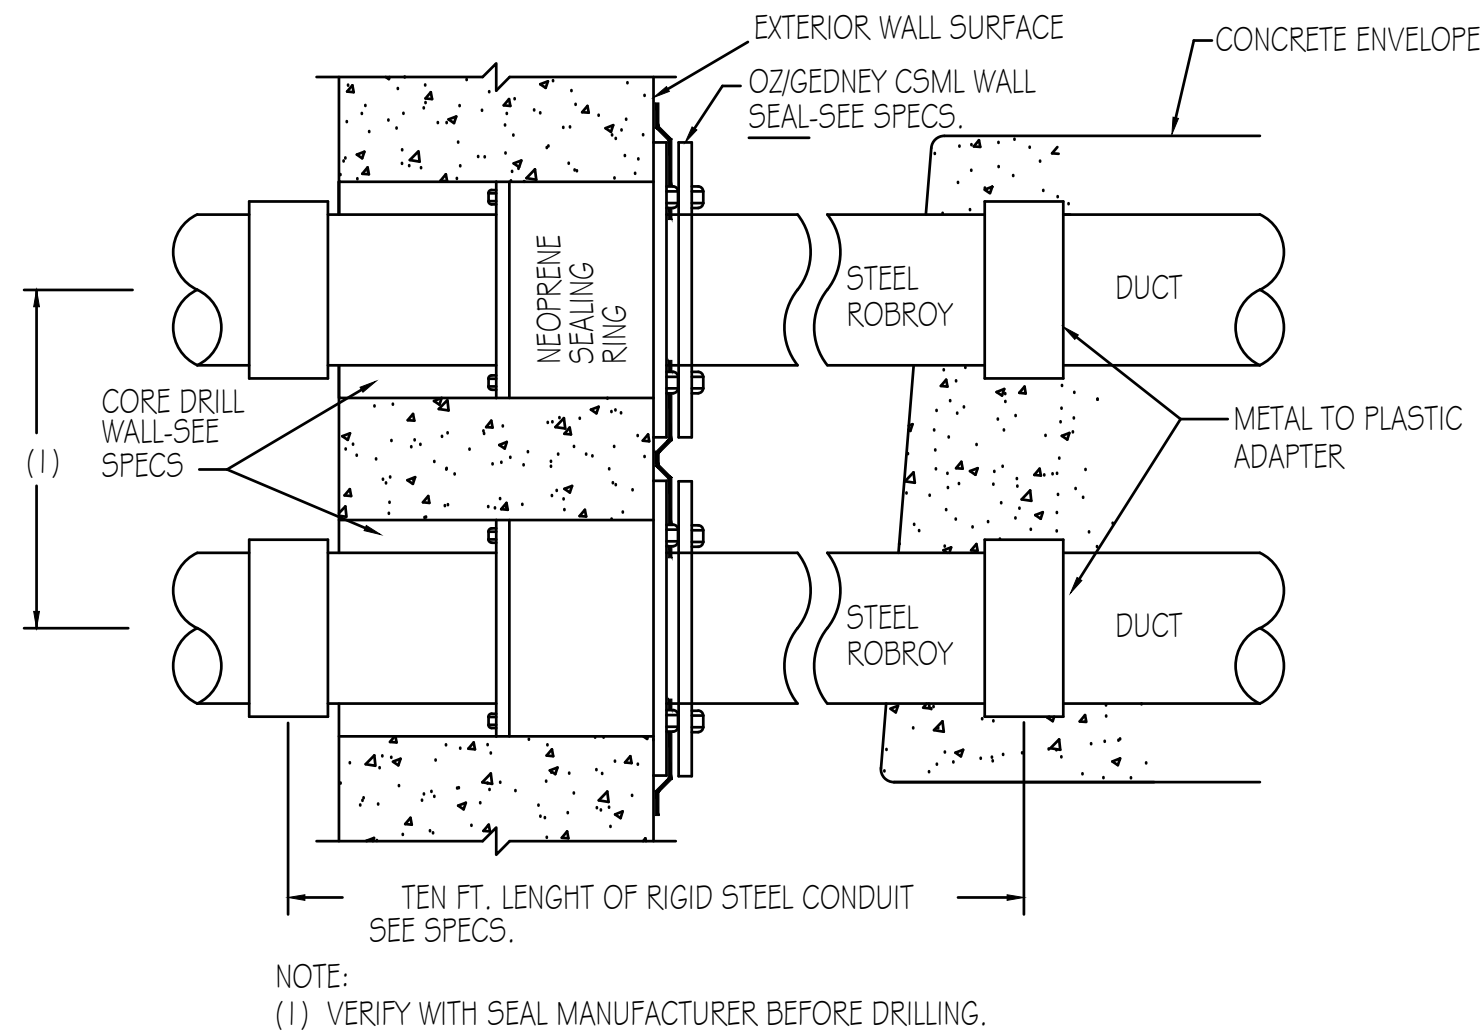 EXTERIOR WALL SURFACE
CONCRETE ENVELOPE
OZ/GEDNEY CSML WALL
SEAL-SEE SPECS.
NEOPRENE
SEALING
RING
STEEL
ROBROY
DUCT
CORE DRILL
WALL-SEE
SPECS
(1)
METAL TO PLASTIC
ADAPTER
STEEL
ROBROY
DUCT
TEN FT. LENGHT OF RIGID STEEL CONDUIT
SEE SPECS.
NOTE:
(1) VERIFY WITH SEAL MANUFACTURER BEFORE DRILLING.